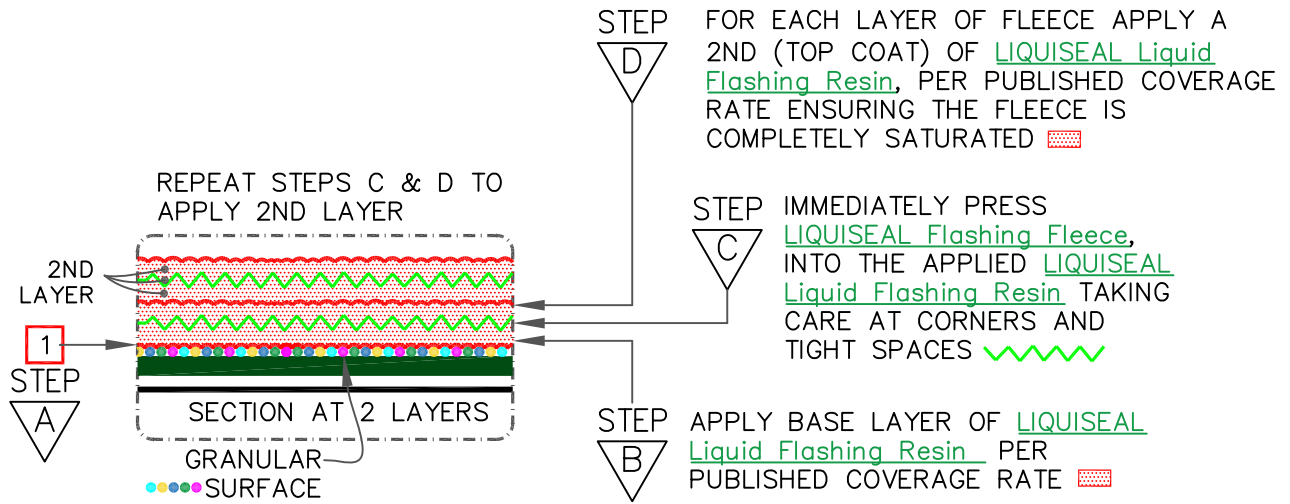 STEP
D
FOR EACH LAYER OF FLEECE APPLY A
2ND (TOP COAT) OF LIQUISEAL Liquid
Flashing Resin, PER PUBLISHED COVERAGE
RATE ENSURING THE FLEECE IS
COMPLETELY SATURATED
REPEAT STEPS C & D TO
APPLY 2ND LAYER
STEP
C
IMMEDIATELY PRESS
LIQUISEAL Flashing Fleece,
INTO THE APPLIED LIQUISEAL
Liquid Flashing Resin TAKING
CARE AT CORNERS AND
TIGHT SPACES
2ND
LAYER
1
STEP
A
SECTION AT 2 LAYERS
GRANULAR
SURFACE
STEP
B
APPLY BASE LAYER OF LIQUISEAL
Liquid Flashing Resin PER
PUBLISHED COVERAGE RATE